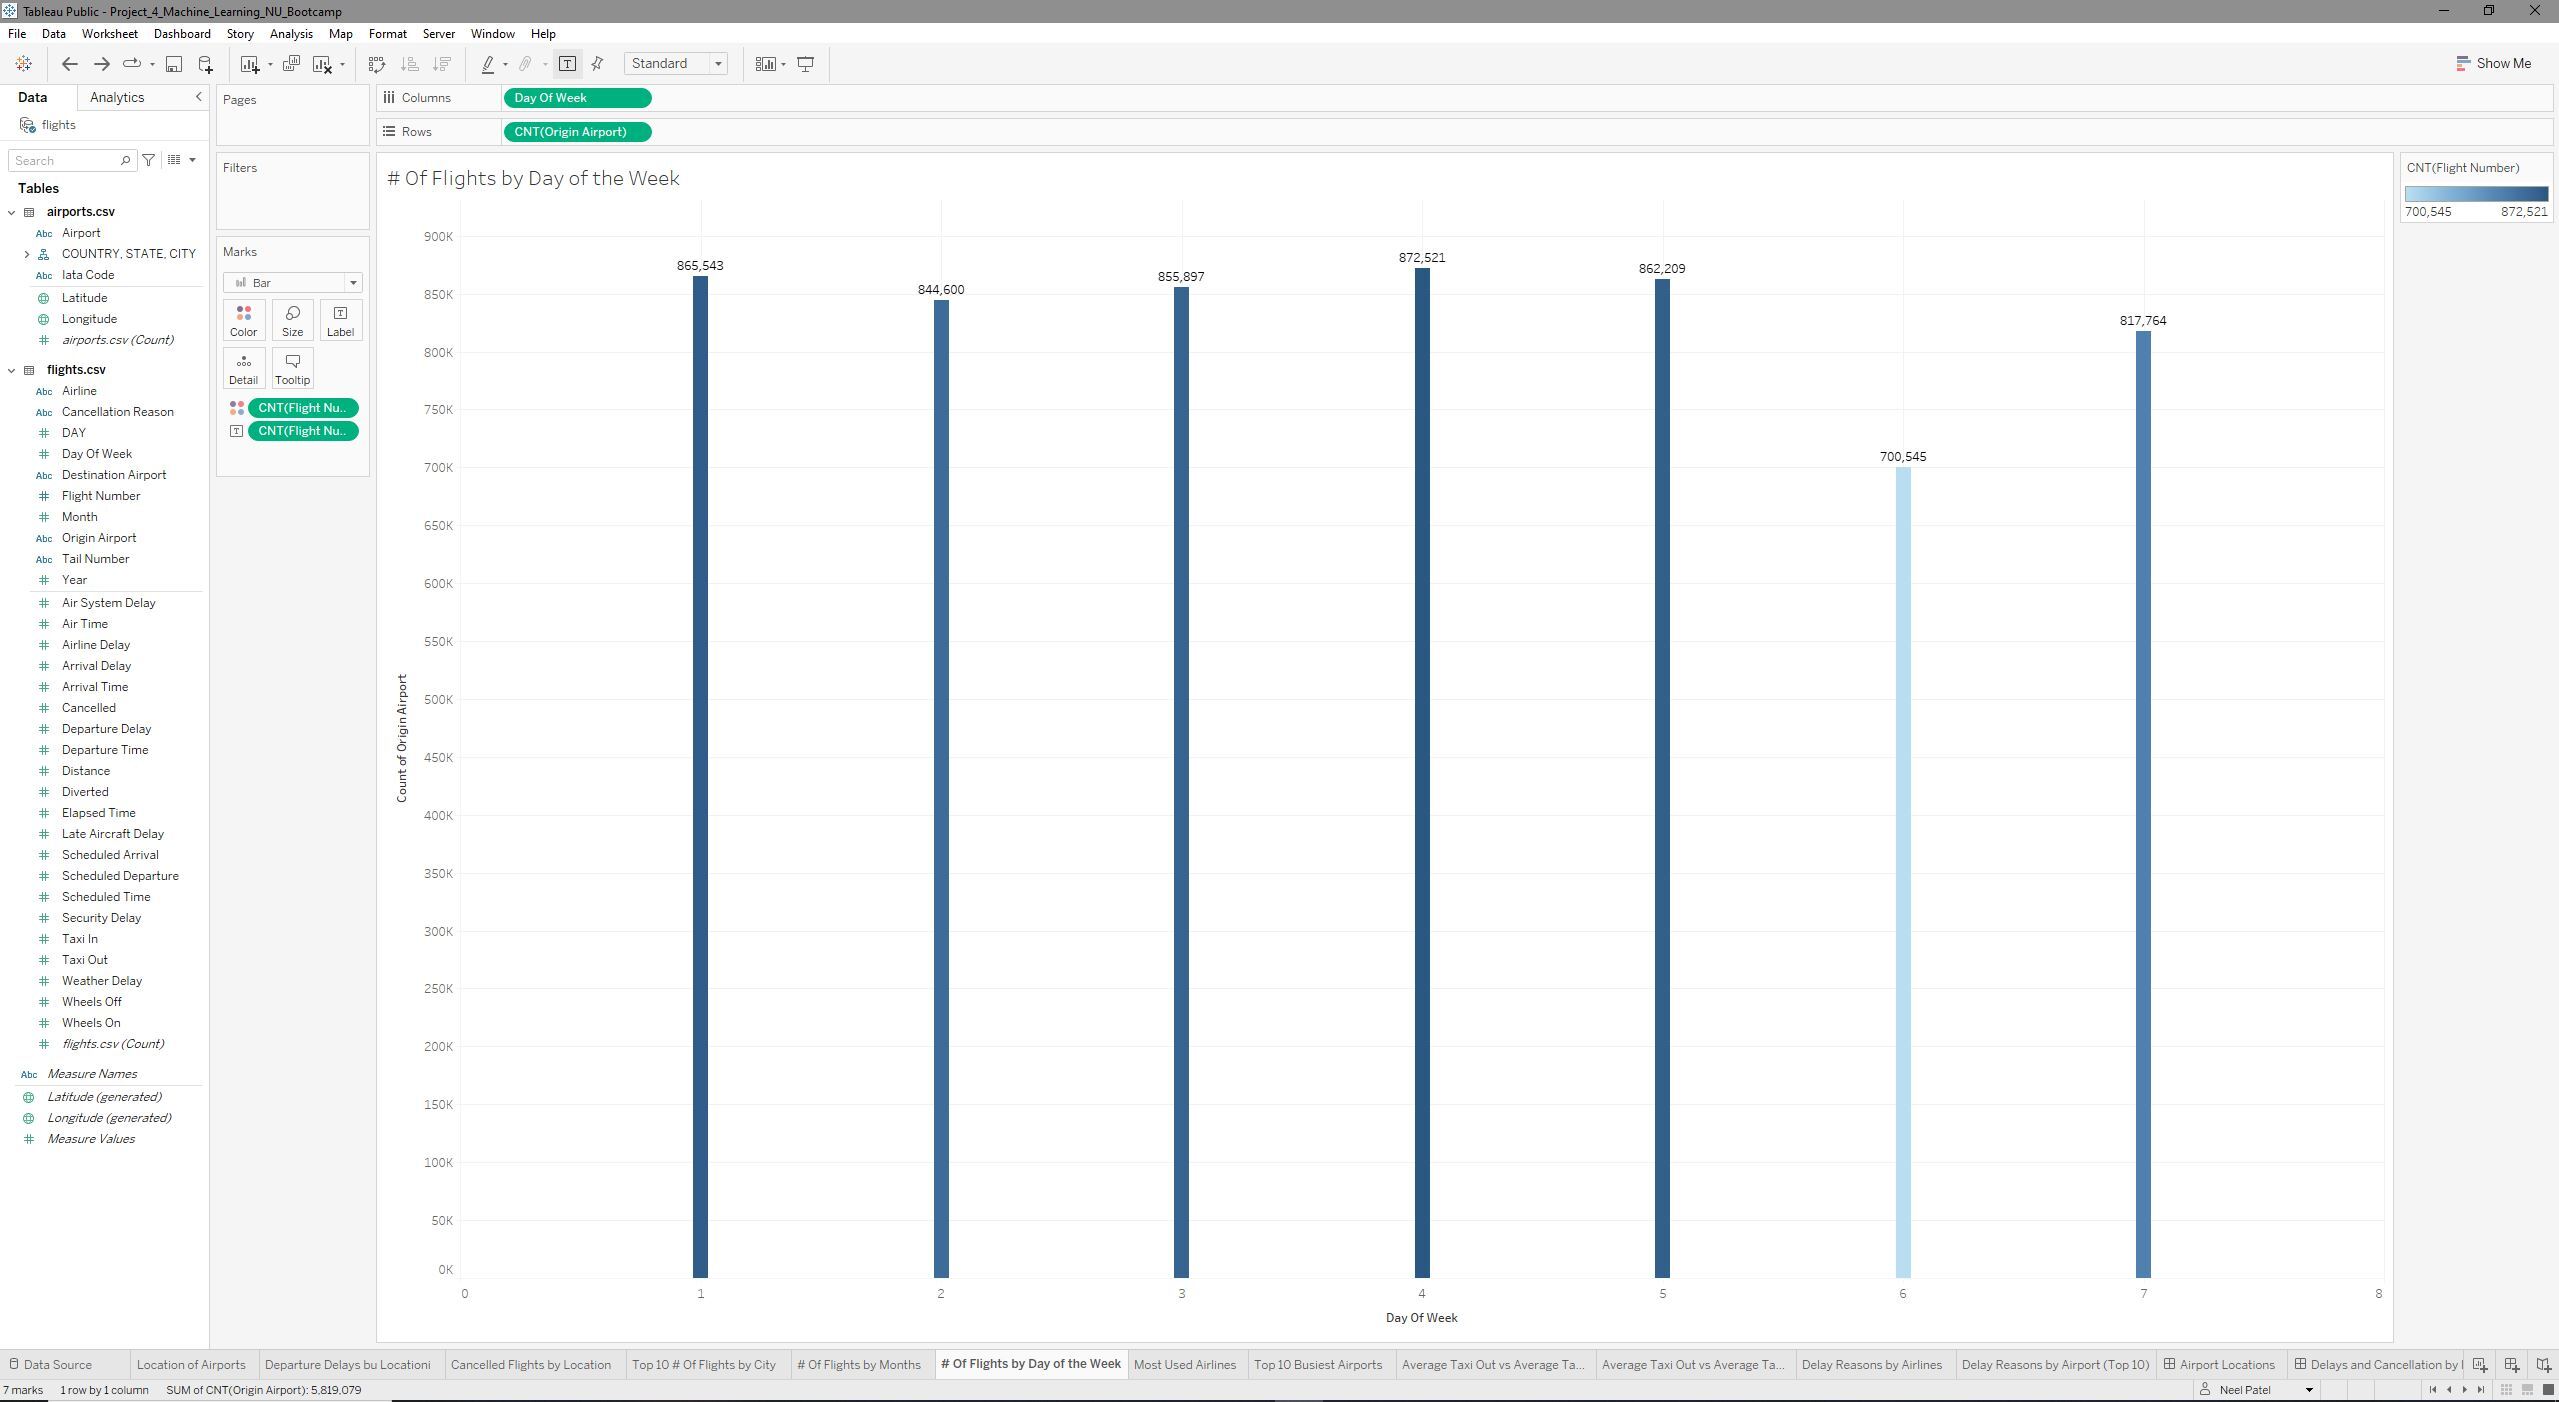 Tableau Public - Project_4_Machine_Learning_NU_Bootcamp
File Data Worksheet Dashboard Story Analysis Map Format Server Window Help
Standard
Show Me
Data Analytics
flights
Search
Tables
airports.csv
Abc Airport
COUNTRY, STATE, CITY
Abc Iata Code
Latitude
Longitude
airports.csv (Count)
flights.csv
Abc Airline
Abc Cancellation Reason
DAY
Day Of Week
Abc Destination Airport
Flight Number
Month
Abc Origin Airport
Abc Tail Number
Year
Air System Delay
Air Time
Airline Delay
Arrival Delay
Arrival Time
Cancelled
Departure Delay
Departure Time
Distance
Diverted
Elapsed Time
Late Aircraft Delay
Scheduled Arrival
Scheduled Departure
Scheduled Time
Security Delay
Taxi In
Taxi Out
Weather Delay
Wheels Off
Wheels On
flights.csv (Count)
Abc Measure Names
Latitude (generated)
Longitude (generated)
Measure Values
Pages
Filters
Marks
Bar
Color Size Label
Detail Tooltip
CNT(Flight Nu..
CNT(Flight Nu..
Columns Day Of Week
Rows CNT(Origin Airport)
# Of Flights by Day of the Week
CNT(Flight Number)
700,545 872,521
Count of Origin Airport
900K
850K
800K
750K
700K
650K
600K
550K
500K
450K
400K
350K
300K
250K
200K
150K
100K
50K
0K
865,543 844,600 855,897 872,521 862,209 700,545 817,764
0 1 2 3 4 5 6 7 8
Day Of Week
Data Source Location of Airports Departure Delays bu Locationi Cancelled Flights by Location Top 10 # Of Flights by City # Of Flights by Months # Of Flights by Day of the Week Most Used Airlines Top 10 Busiest Airports Average Taxi Out vs Average Ta... Average Taxi Out vs Average Ta... Delay Reasons by Airlines Delay Reasons by Airport (Top 10) Airport Locations Delays and Cancellation by l
7 marks 1 row by 1 column SUM of CNT(Origin Airport): 5,819,079 Neel Patel